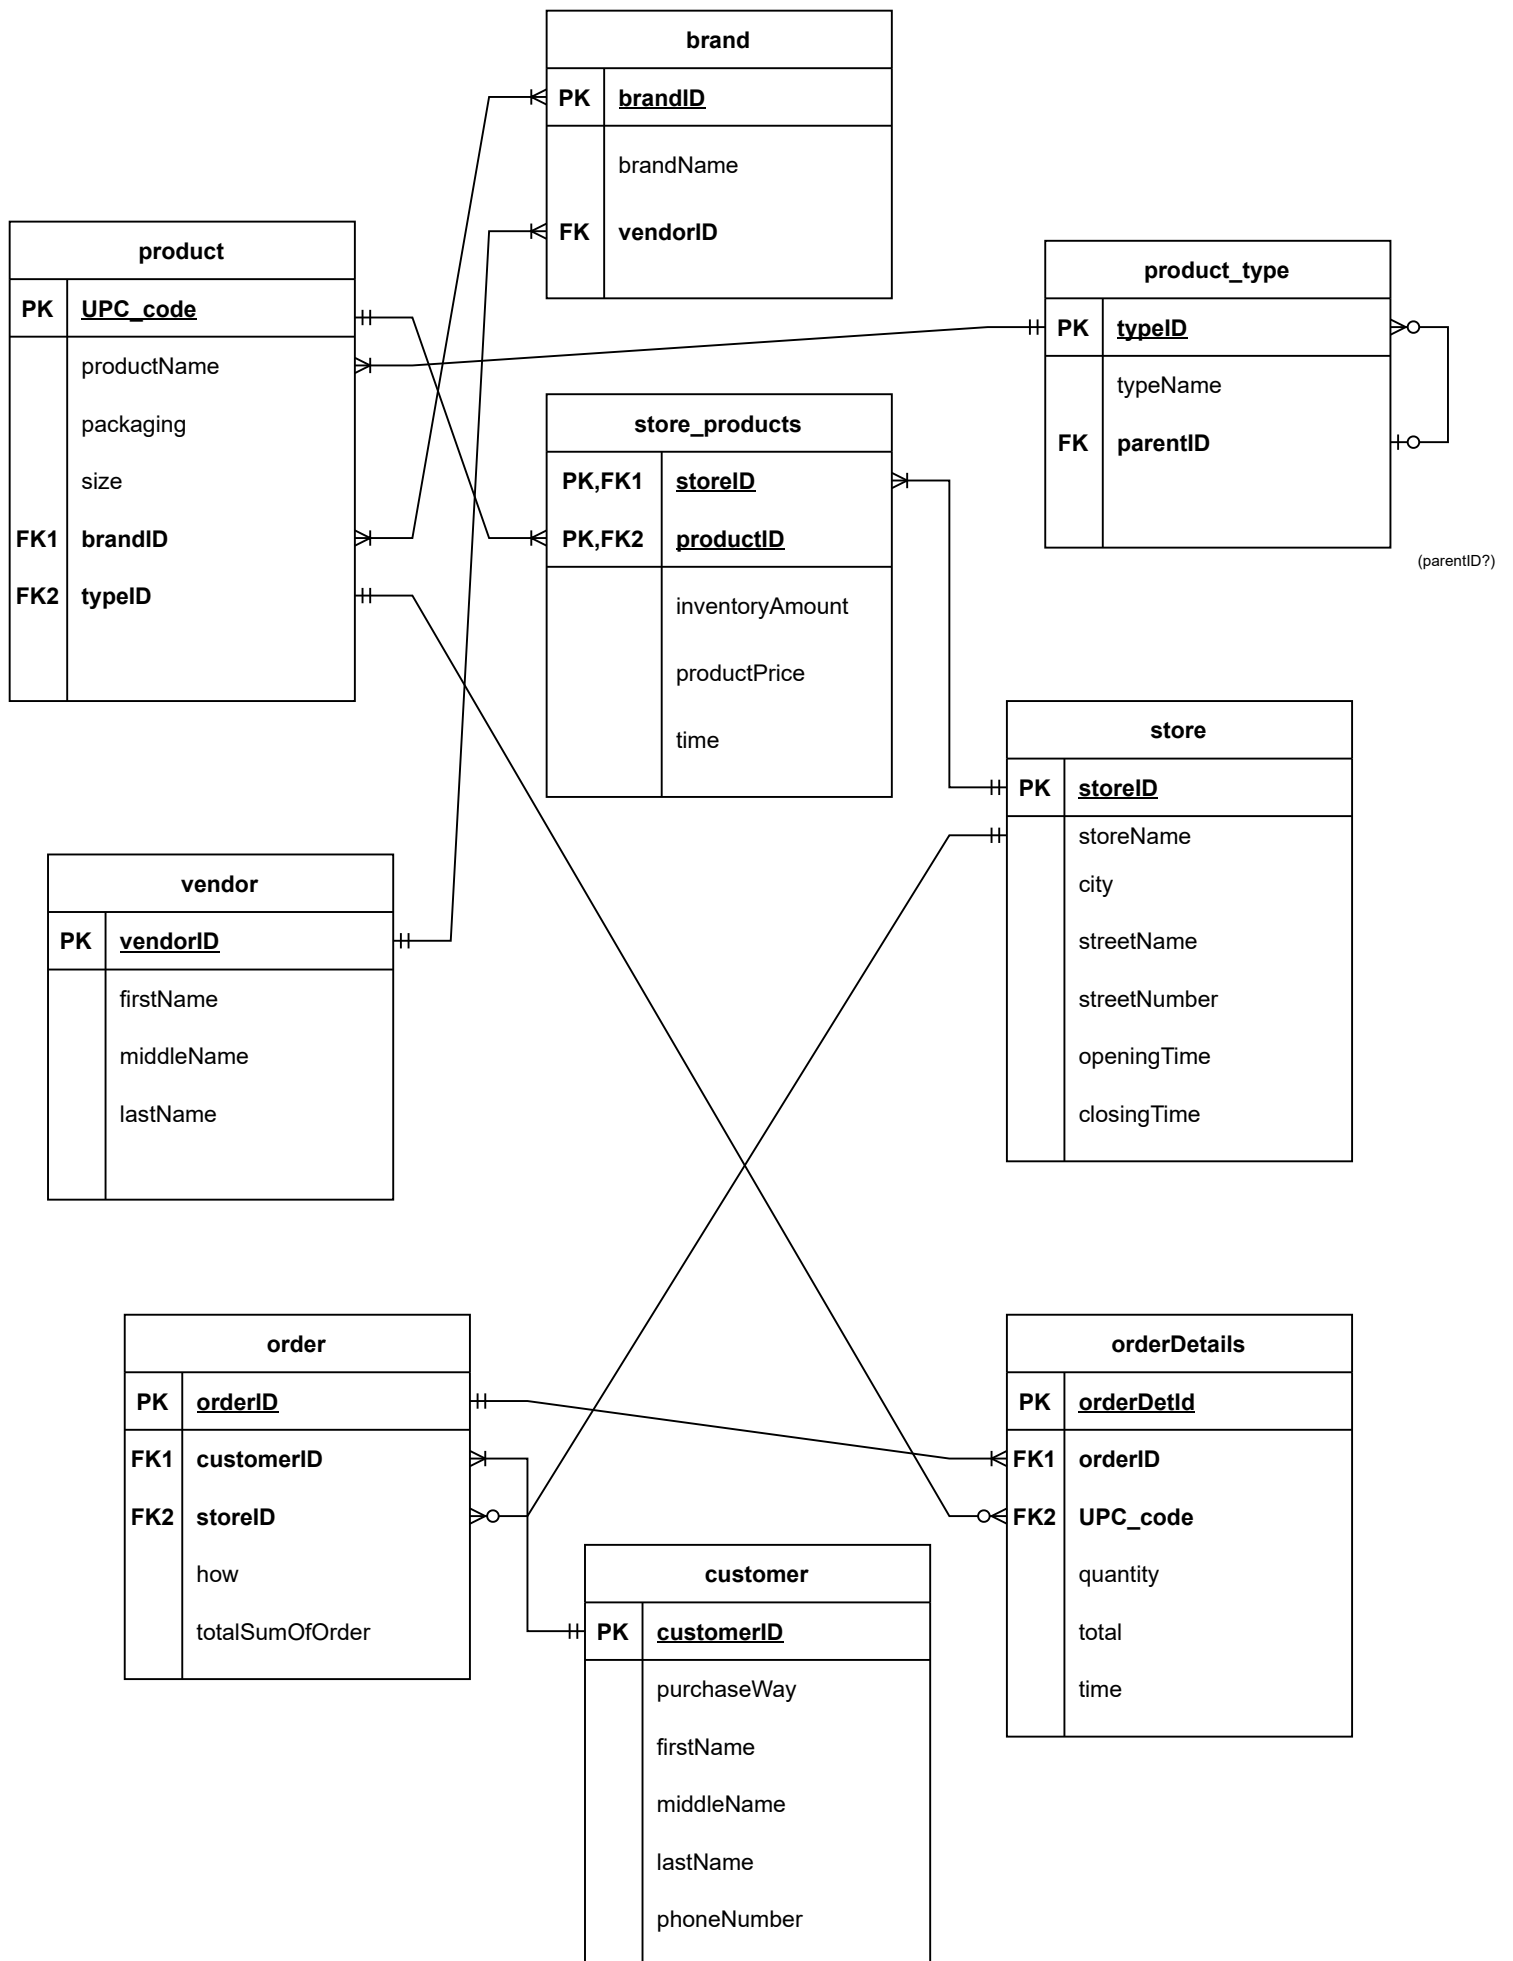 brand
PK brandID
brandName
FK vendorID
product
PK UPC_code
productName
packaging
size
FK1 brandID
FK2 typeID
product_type
PK typeID
typeName
FK parentID
(parentID?)
store_products
PK,FK1 storeID
PK,FK2 productID
inventoryAmount
productPrice
time
store
PK storeID
storeName
city
streetName
streetNumber
openingTime
closingTime
vendor
PK vendorID
firstName
middleName
lastName
order
PK orderID
FK1 customerID
FK2 storeID
how
totalSumOfOrder
orderDetails
PK orderDetId
FK1 orderID
FK2 UPC_code
quantity
total
time
customer
PK customerID
purchaseWay
firstName
middleName
lastName
phoneNumber